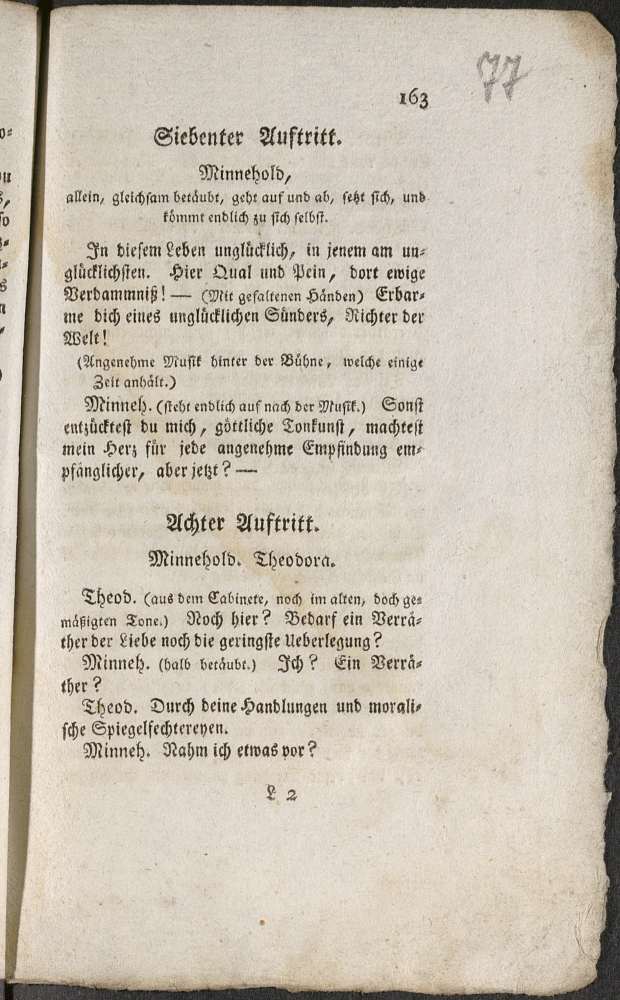 77
163
Siebenter Auftritt.
Minnehold,
allein, gleichsam betäubt, geht auf und ab, setzt sich, und
kömmt endlich zu sich selbst.
In diesem Leben unglücklich, in jenem am un-
glücklichsten. Hier Qual und Pein, dort ewige
Verdammniß! — (Mit gefaltenen Händen) Erbar-
me dich eines unglücklichen Sünders, Richter der
Welt!
(Angenehme Musik hinter der Bühne, welche einige
Zeit anhält.)
Minneh. (steht endlich auf nach der Musik.) Sonst
entzücktest du mich, göttliche Tonkunst, machtest
mein Herz für jede angenehme Empfindung em-
pfänglicher, aber jetzt? —
Achter Auftritt.
Minnehold. Theodora.
Theod. (aus dem Cabinete, noch im alten, doch ge-
mäßigten Tone.) Noch hier? Bedarf ein Verrä-
ther der Liebe noch die geringste Ueberlegung?
Minneh. (halb betäubt.) Ich? Ein Verrä-
ther?
Theod. Durch deine Handlungen und morali-
sche Spiegelfechtereyen.
Minneh. Nahm ich etwas vor?
L 2